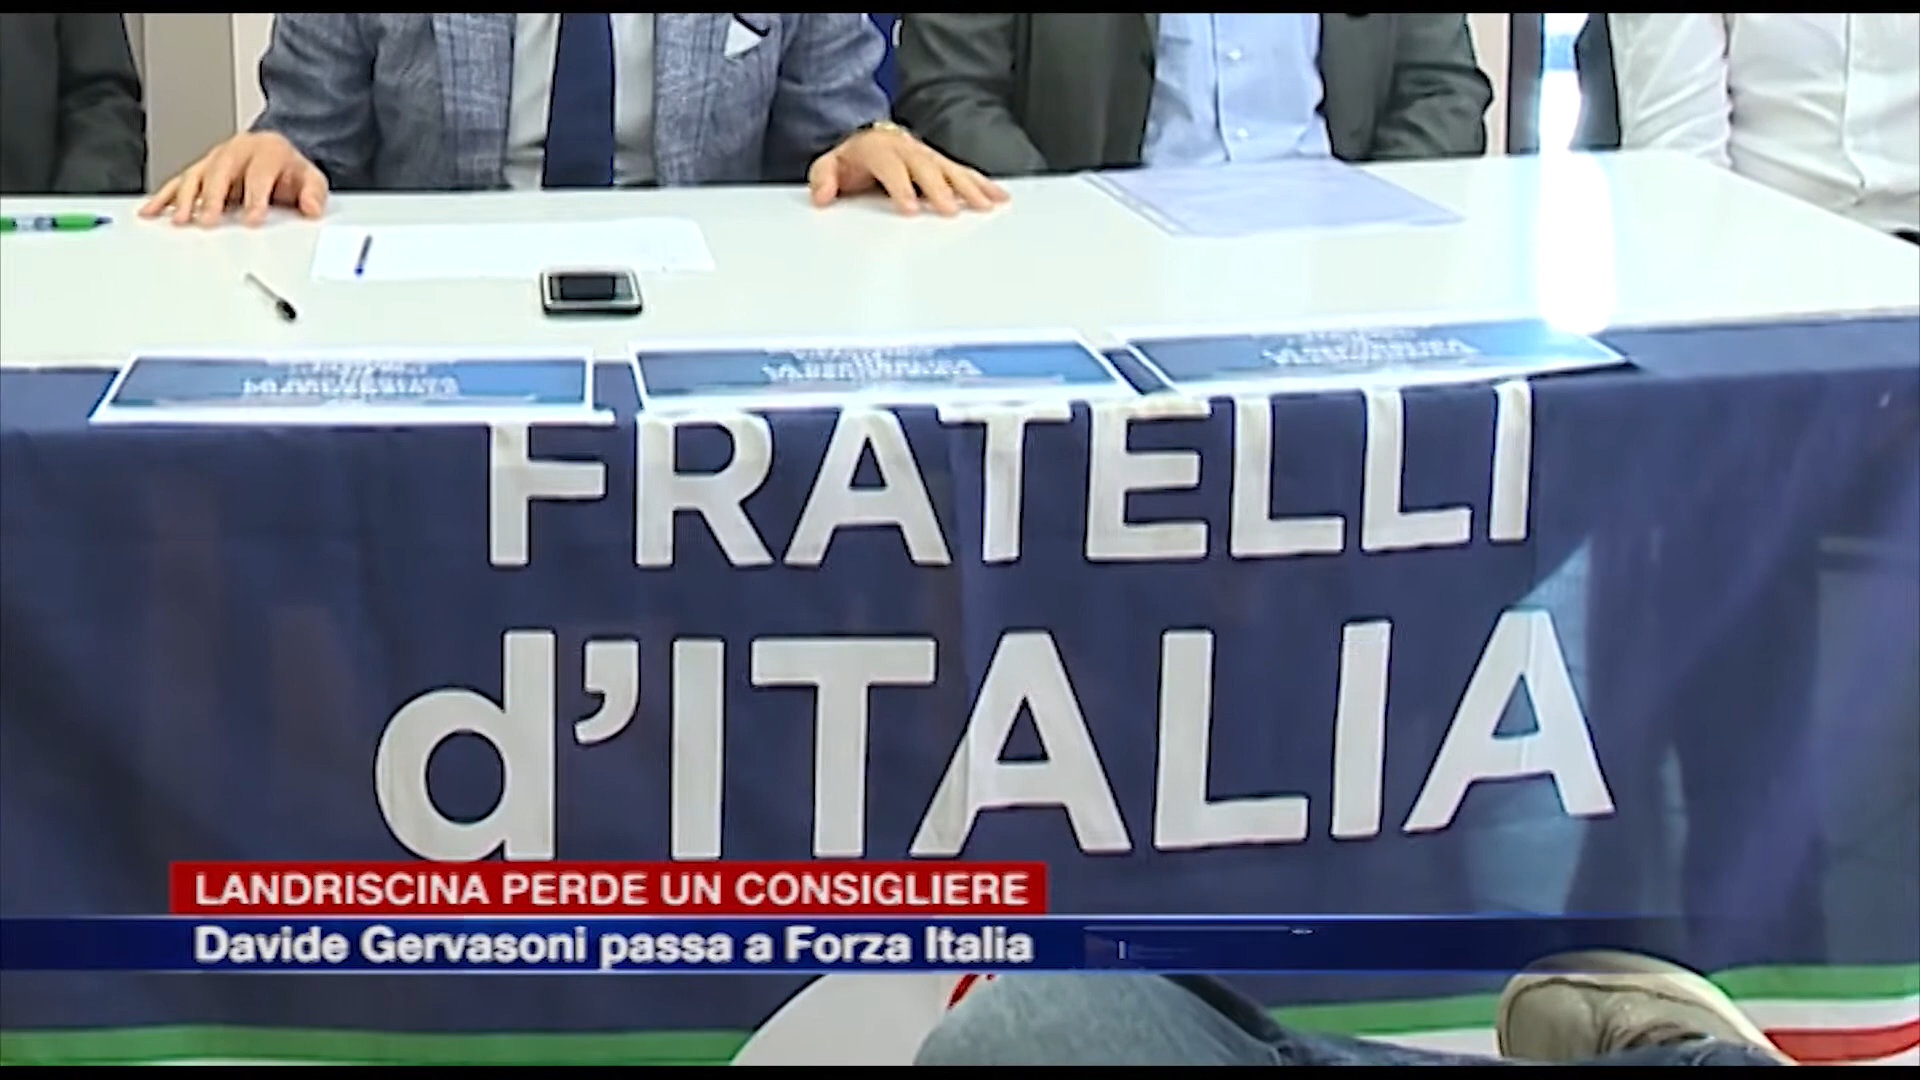 FRATELLI
d'ITALIA
LANDRISCINA PERDE UN CONSIGLIERE
Davide Gervasoni passa a Forza Italia